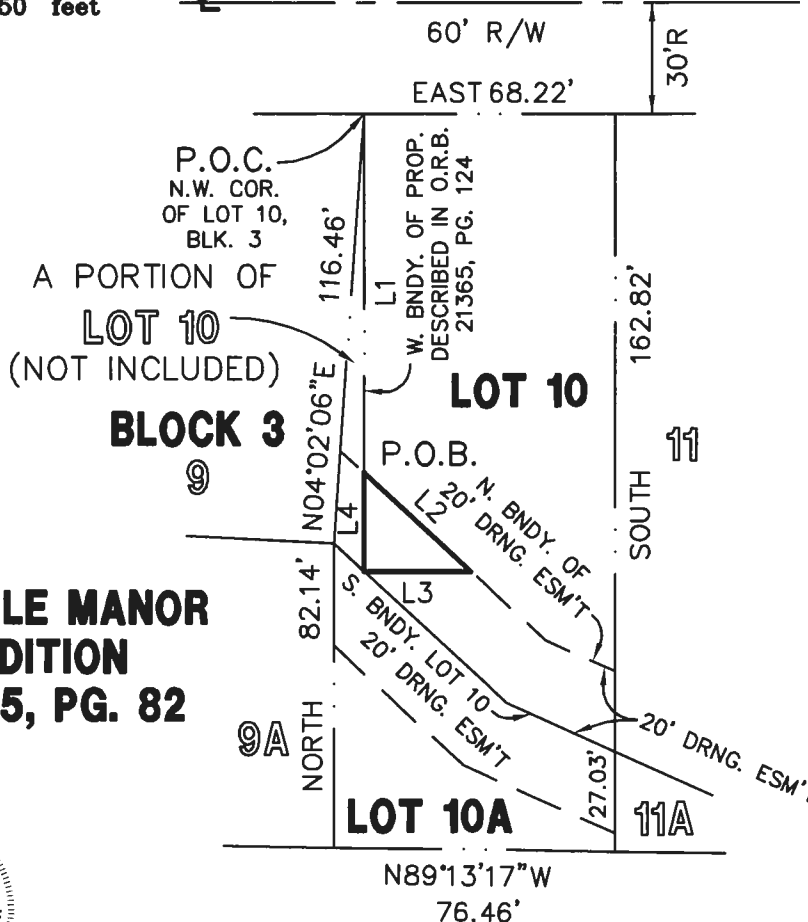 50 feet
60' R/W
30'R
EAST 68.22'
P.O.C.
N.W. COR.
OF LOT 10,
BLK. 3
116.46'
L1
W. BNDY. OF PROP.
DESCRIBED IN O.R.B.
21365, PG. 124
162.82'
A PORTION OF
LOT 10
(NOT INCLUDED)
LOT 10
BLOCK 3
9
N04°02'06"E
P.O.B.
11
SOUTH
L4
L2
L3
N. BNDY. OF
20' DRNG. ESM'T
82.14'
S. BNDY. LOT 10
20' DRNG. ESM'T
LE MANOR
DITION
5, PG. 82
9A
NORTH
20' DRNG. ESM'T
27.03'
LOT 10A
11A
N89°13'17"W
76.46'